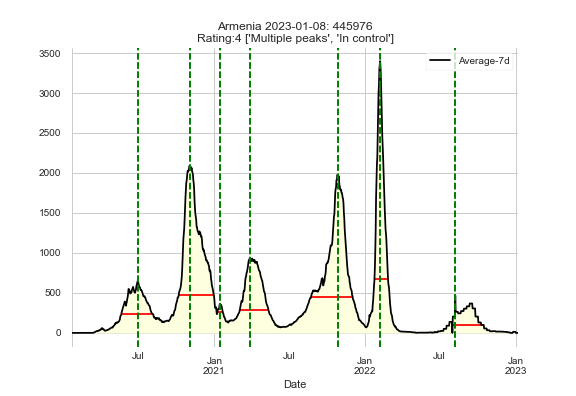 Armenia 2023-01-08: 445976
Rating:4 ['Multiple peaks', 'In control']
Average-7d
3500
3000
2500
2000
1500
1000
500
0
Jul
Jan
2021
Jul
Jan
2022
Jul
Jan
2023
Date